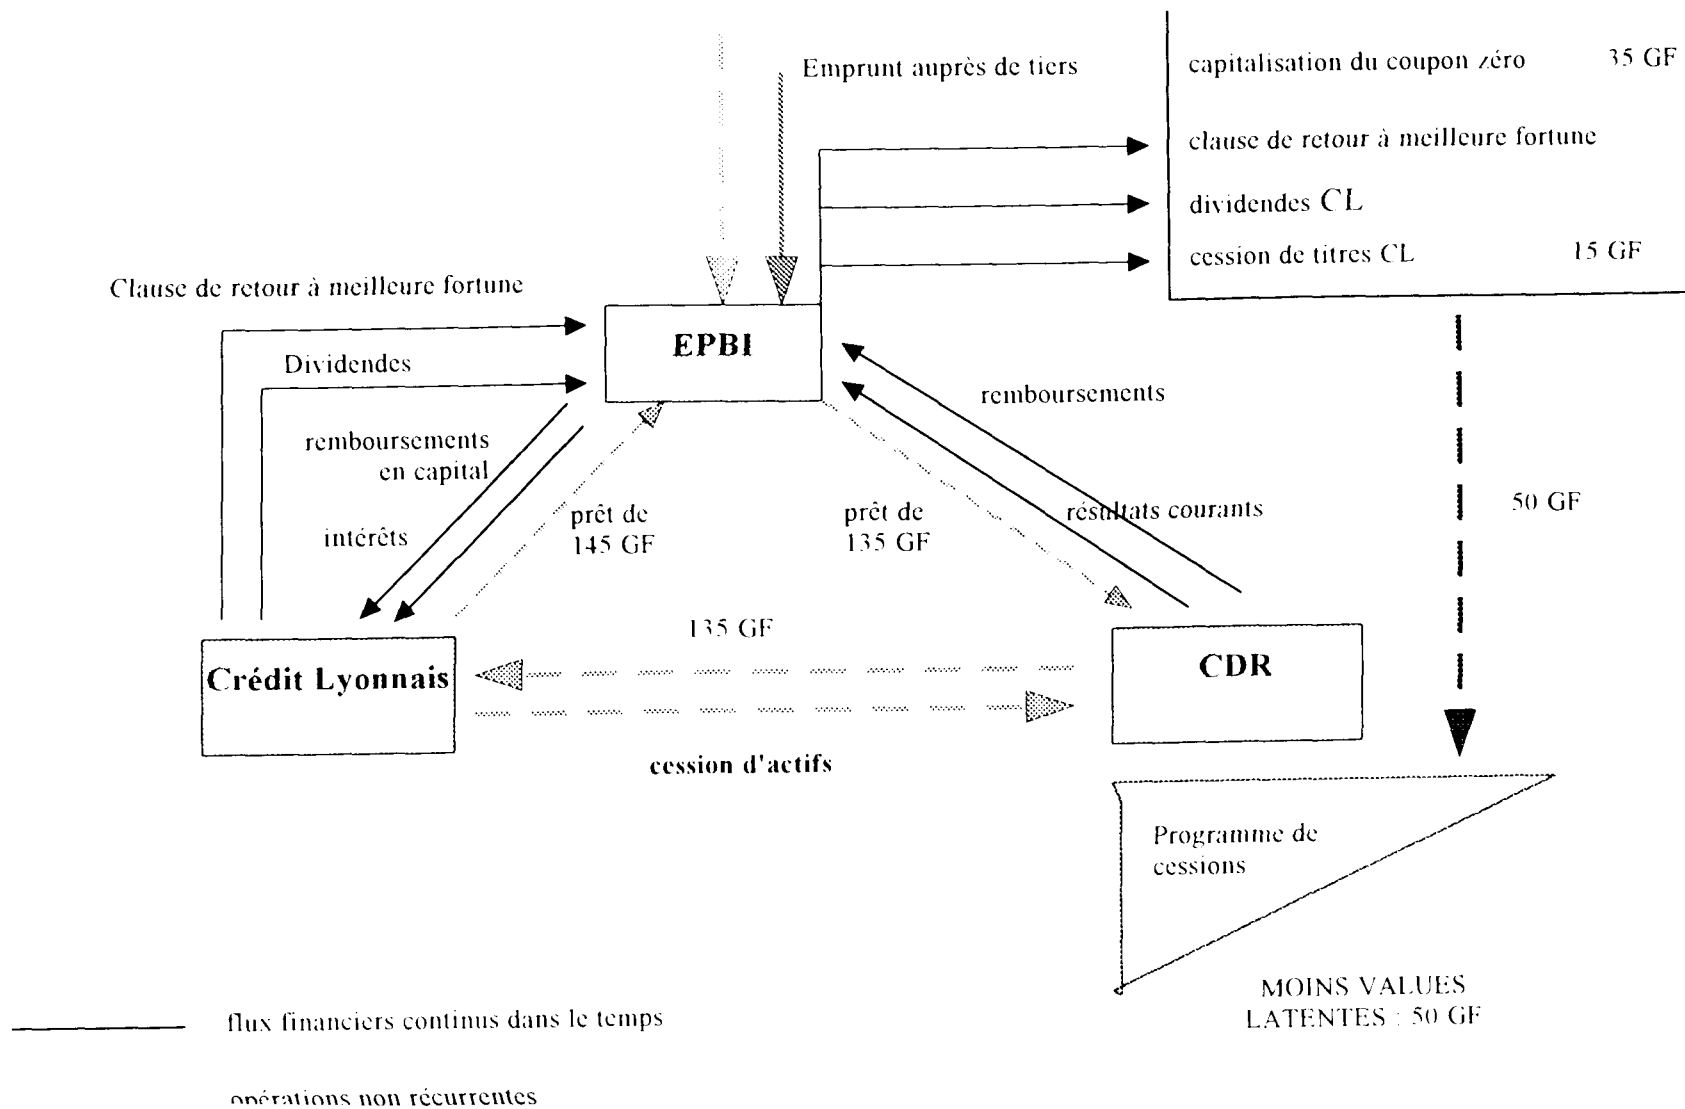 Emprunt auprès de tiers
capitalisation du coupon zéro 35 GF
clause de retour à meilleure fortune
dividendes CL
cession de titres CL 15 GF
Clause de retour à meilleure fortune
EPBI
Dividendes
remboursements
remboursements
en capital
intérêts
prêt de
145 GF
prêt de
135 GF
résultats courants
50 GF
135 GF
Crédit Lyonnais
CDR
cession d'actifs
Programme de
cessions
MOINS VALUES
LATENTES : 50 GF
flux financiers continus dans le temps
opérations non récurrentes